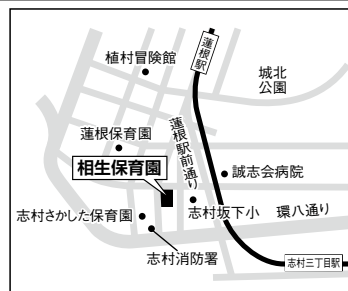 蓮根駅
植村冒険館
城北
公園
蓮根保育園
蓮根駅前通り
相生保育園
誠志会病院
志村さかした保育園
志村坂下小
環八通り
志村消防署
志村三丁目駅